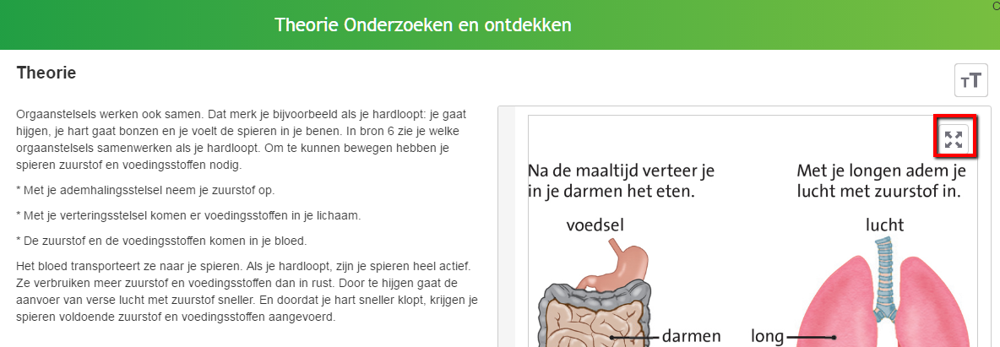 Theorie Onderzoeken en ontdekken
Theorie
TT
Orgaanstelsels werken ook samen. Dat merk je bijvoorbeeld als je hardloopt: je gaat
hijgen, je hart gaat bonzen en je voelt de spieren in je benen. In bron 6 zie je welke
orgaanstelsels samenwerken als je hardloopt. Om te kunnen bewegen hebben je
spieren zuurstof en voedingsstoffen nodig.
* Met je ademhalingsstelsel neem je zuurstof op.
* Met je verteringsstelsel komen er voedingsstoffen in je lichaam.
* De zuurstof en de voedingsstoffen komen in je bloed.
Het bloed transporteert ze naar je spieren. Als je hardloopt, zijn je spieren heel actief.
Ze verbruiken meer zuurstof en voedingsstoffen dan in rust. Door te hijgen gaat de
aanvoer van verse lucht met zuurstof sneller. En doordat je hart sneller klopt, krijgen je
spieren voldoende zuurstof en voedingsstoffen aangevoerd.
Na de maaltijd verteer je
in je darmen het eten.
voedsel
darmen
Met je longen adem je
lucht met zuurstof in.
lucht
long